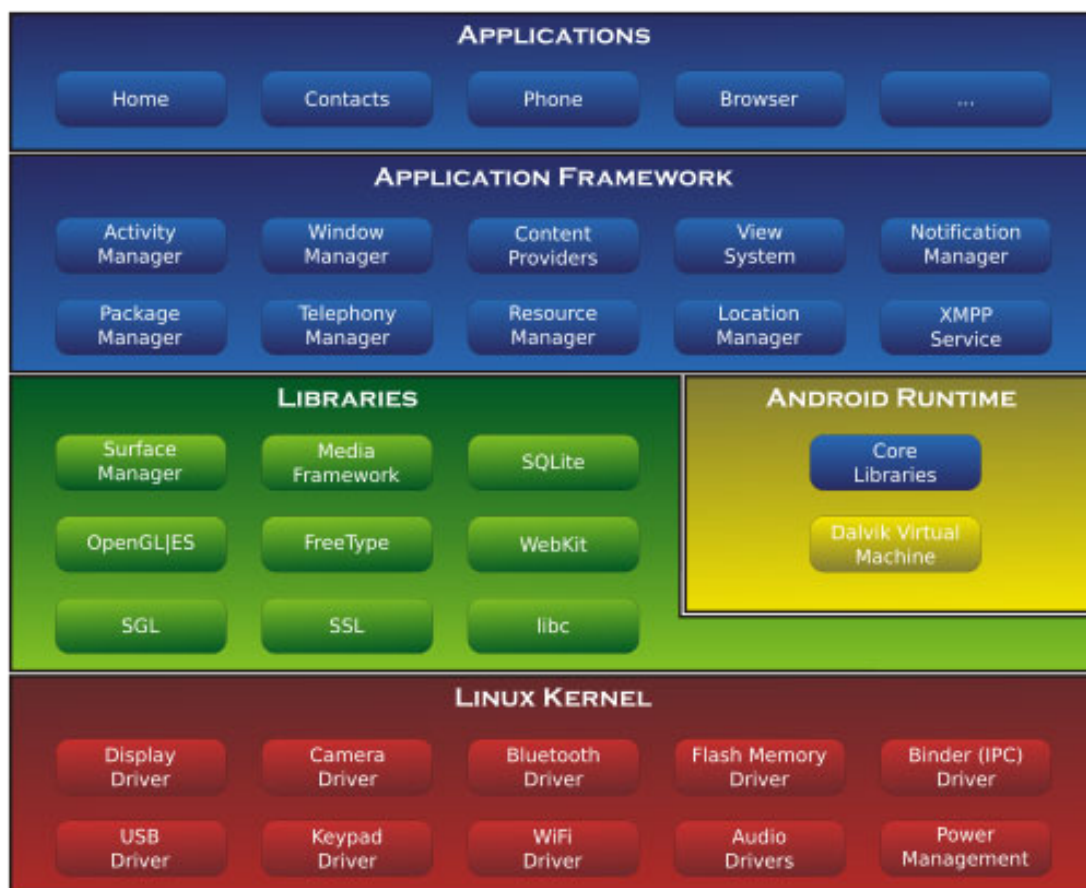 APPLICATIONS
Home
Contacts
Phone
Browser
...
APPLICATION FRAMEWORK
Activity
Manager
Window
Manager
Content
Providers
View
System
Notification
Manager
Package
Manager
Telephony
Manager
Resource
Manager
Location
Manager
XMPP
Service
LIBRARIES
Surface
Manager
Media
Framework
SQLite
OpenGL|ES
FreeType
WebKit
SGL
SSL
libc
ANDROID RUNTIME
Core
Libraries
Dalvik Virtual
Machine
LINUX KERNEL
Display
Driver
Camera
Driver
Bluetooth
Driver
Flash Memory
Driver
Binder (IPC)
Driver
USB
Driver
Keypad
Driver
WiFi
Driver
Audio
Drivers
Power
Management